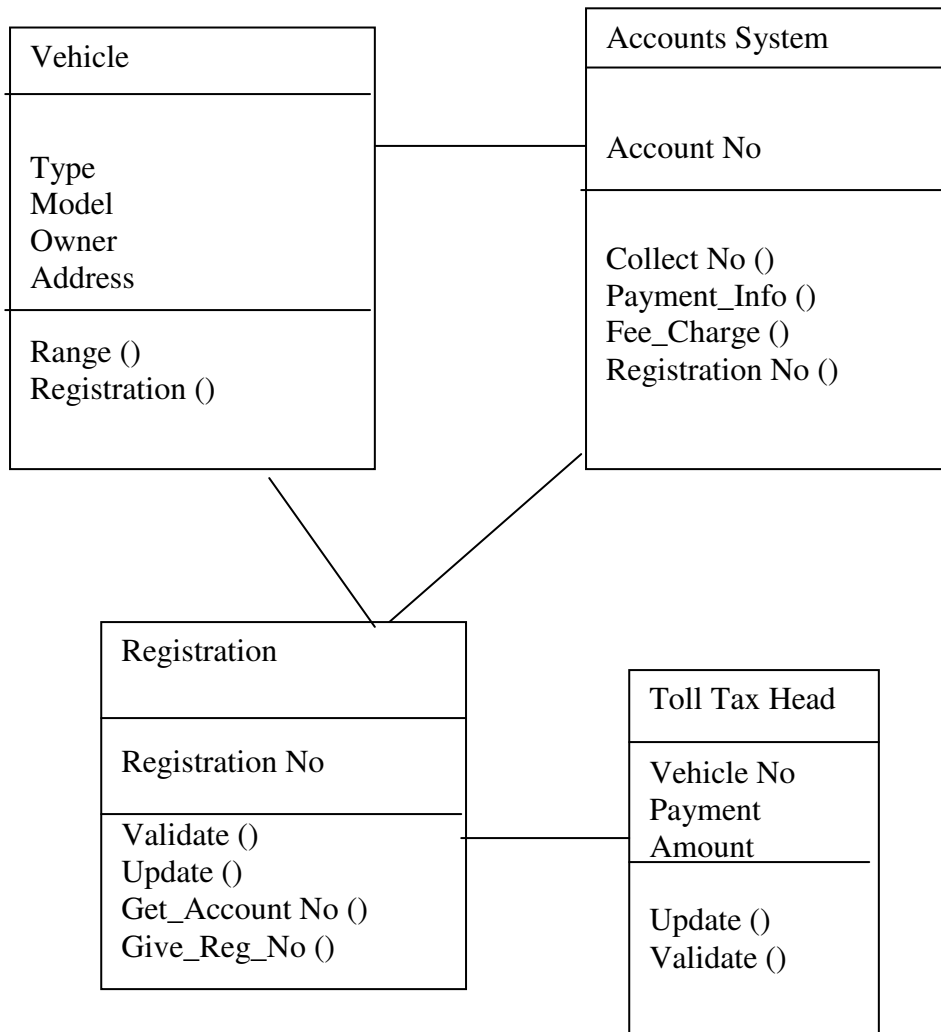 Vehicle
Type
Model
Owner
Address
Range ()
Registration ()
Accounts System
Account No
Collect No ()
Payment_Info ()
Fee_Charge ()
Registration No ()
Registration
Registration No
Validate ()
Update ()
Get_Account No ()
Give_Reg_No ()
Toll Tax Head
Vehicle No
Payment
Amount
Update ()
Validate ()